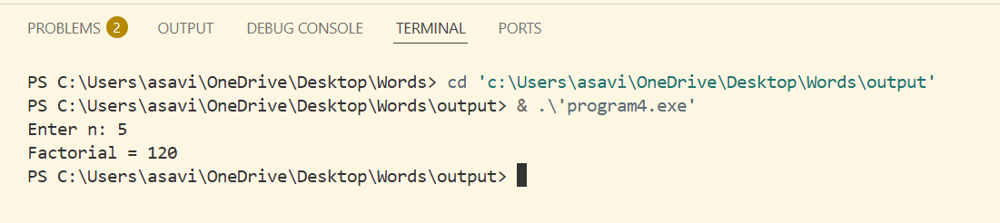 PROBLEMS 2 OUTPUT DEBUG CONSOLE TERMINAL PORTS
PS C:\Users\asavi\OneDrive\Desktop\Words> cd 'c:\Users\asavi\OneDrive\Desktop\Words\output'
PS C:\Users\asavi\OneDrive\Desktop\Words\output> & .\'program4.exe'
Enter n: 5
Factorial = 120
PS C:\Users\asavi\OneDrive\Desktop\Words\output>